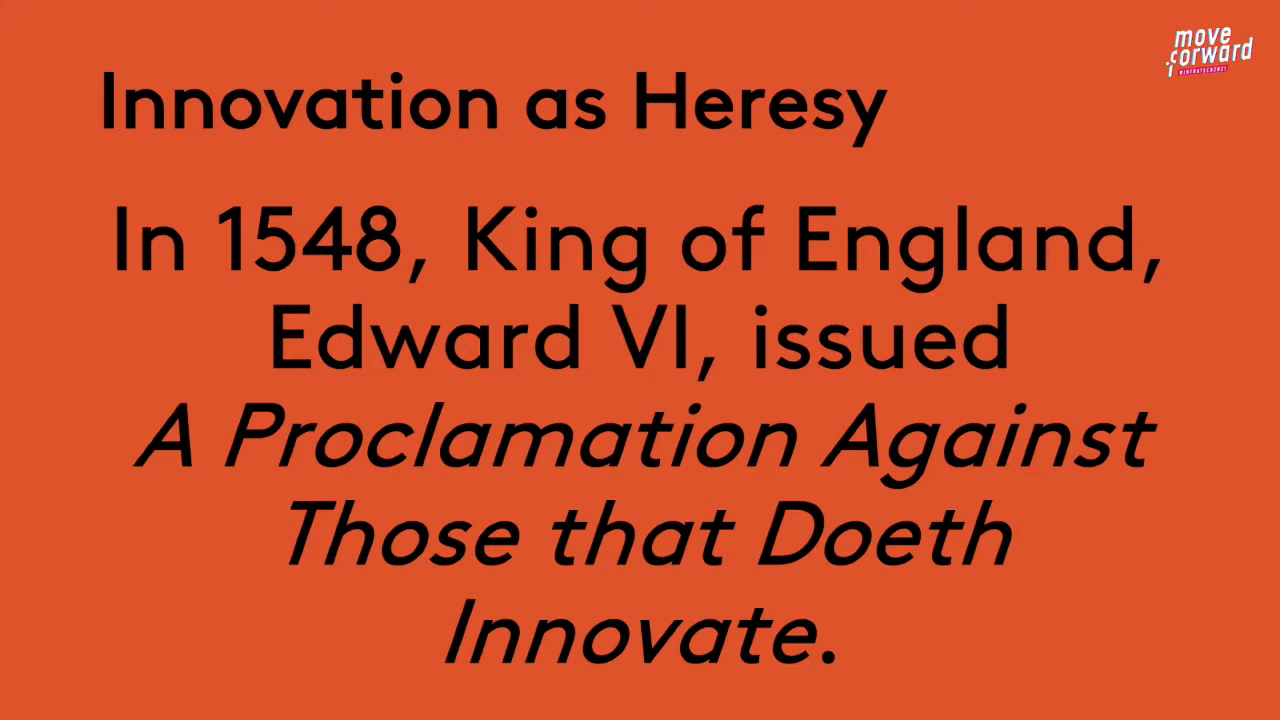 move
forward
#INFRATECH2021
Innovation as Heresy
In 1548, King of England,
Edward VI, issued
A Proclamation Against
Those that Doeth
Innovate.